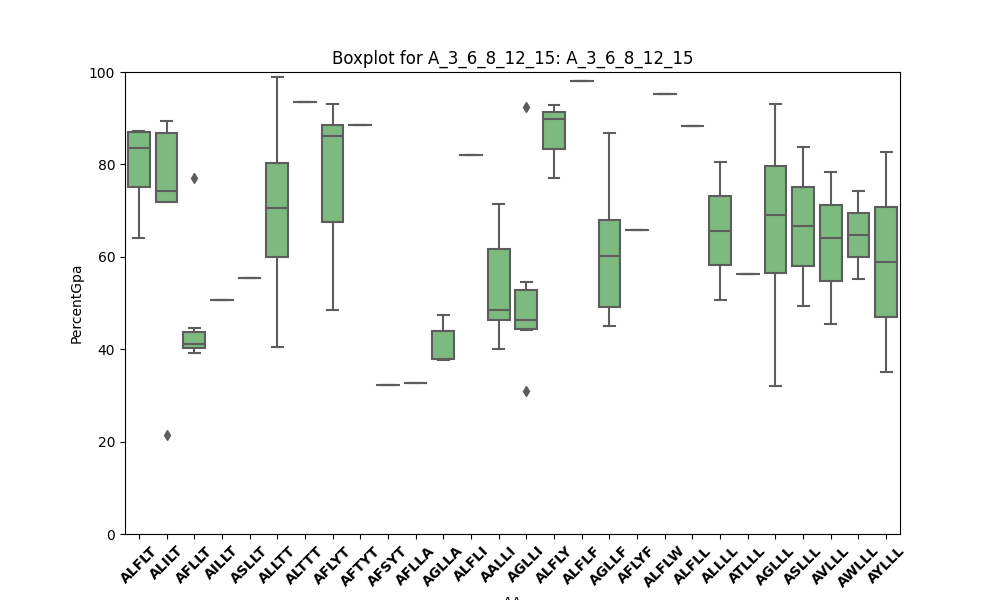 Boxplot for A_3_6_8_12_15: A_3_6_8_12_15
PercentGpa
100
80
60
40
20
0
ALFLT
ALILT
AFLLT
AILLT
ASLLT
ALLTT
ALTTT
AFLYT
AFTYT
AFSYT
AFLLA
AGLLA
ALFLI
AALLI
AGLLI
ALFLY
ALFLF
AGLLF
AFLYF
ALFLW
ALFLL
ALLLL
ATLLL
AGLLL
ASLLL
AVLLL
AWLLL
AYLLL